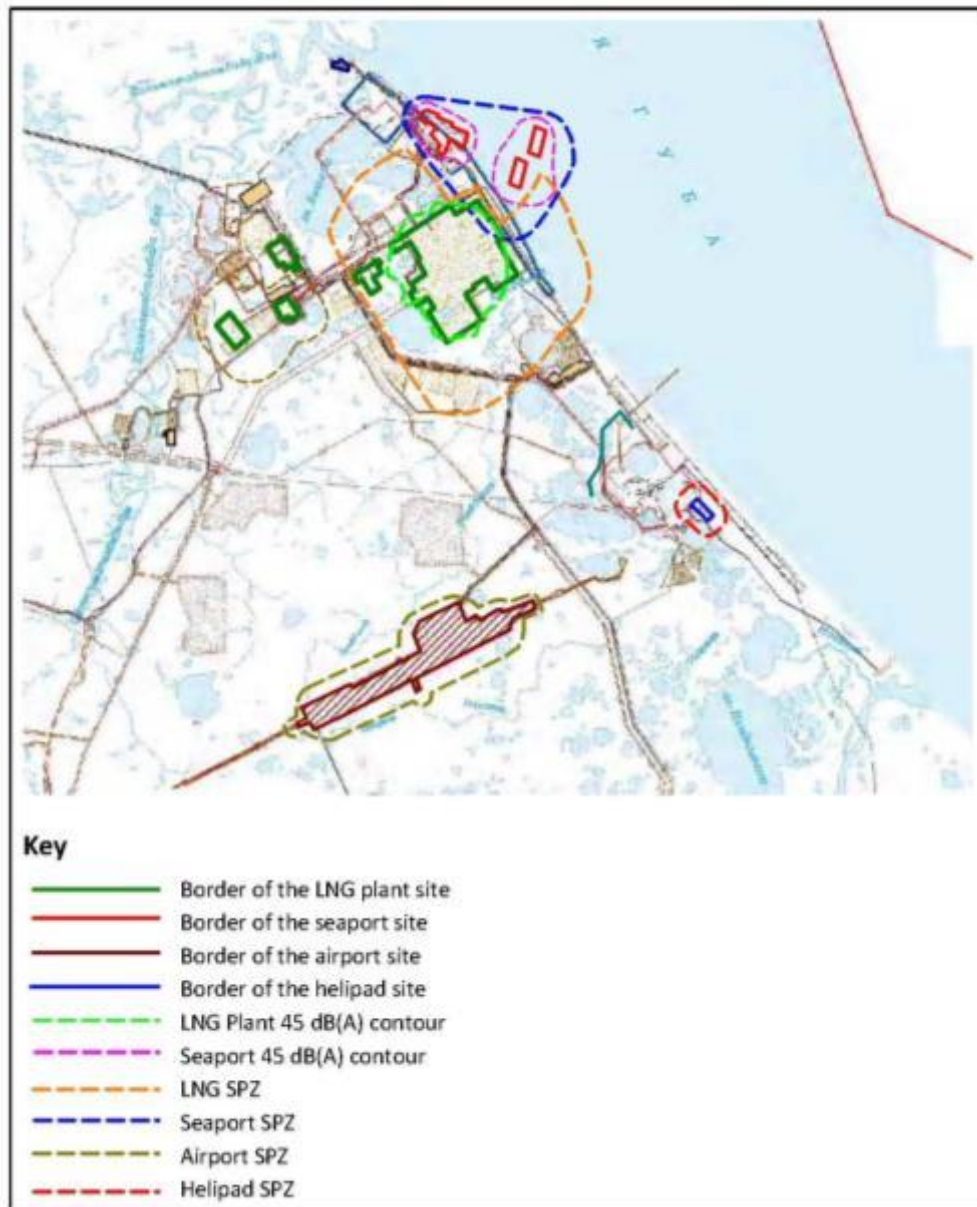 И
Г
У
Б
А
Key
Border of the LNG plant site
Border of the seaport site
Border of the airport site
Border of the helipad site
LNG Plant 45 dB(A) contour
Seaport 45 dB(A) contour
LNG SPZ
Seaport SPZ
Airport SPZ
Helipad SPZ